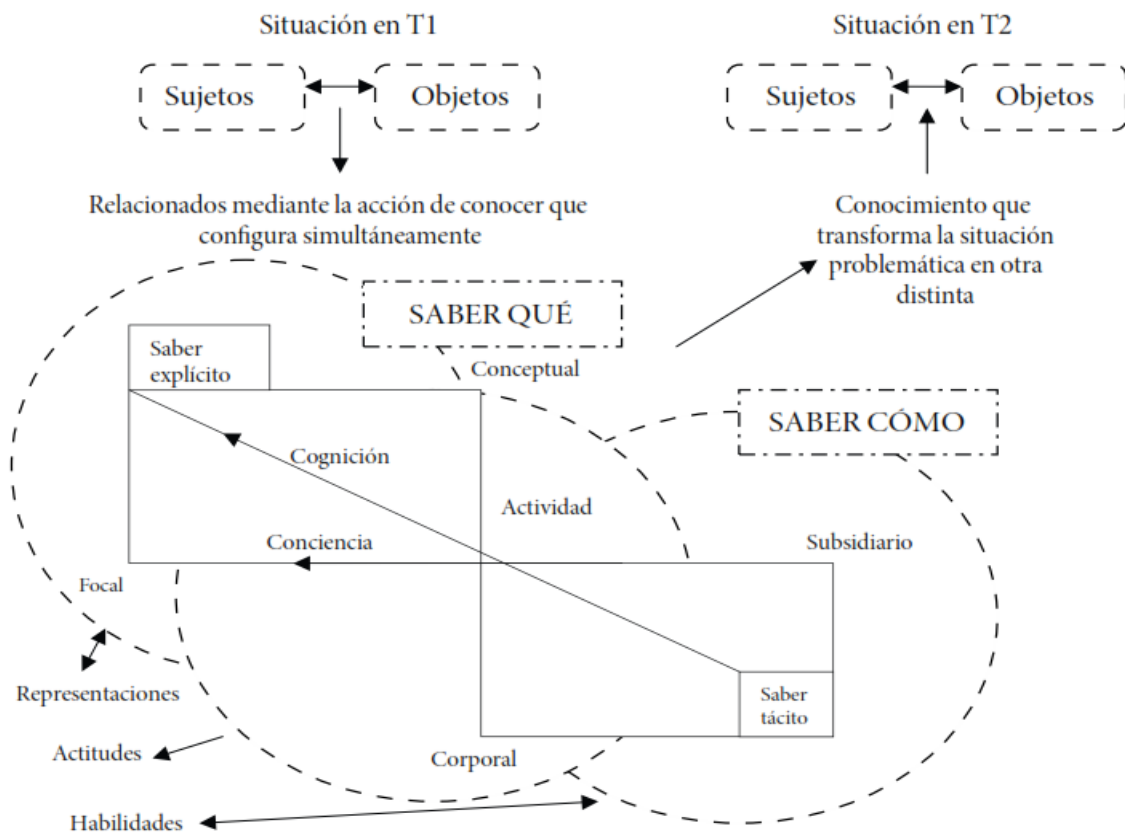 Situación en T1
Situación en T2
Sujetos
Objetos
Sujetos
Objetos
Relacionados mediante la acción de conocer que
configura simultáneamente
Conocimiento que
transforma la situación
problemática en otra
distinta
SABER QUÉ
Saber
explícito
Conceptual
SABER CÓMO
Cognición
Actividad
Conciencia
Subsidiario
Focal
Representaciones
Saber
tácito
Actitudes
Corporal
Habilidades